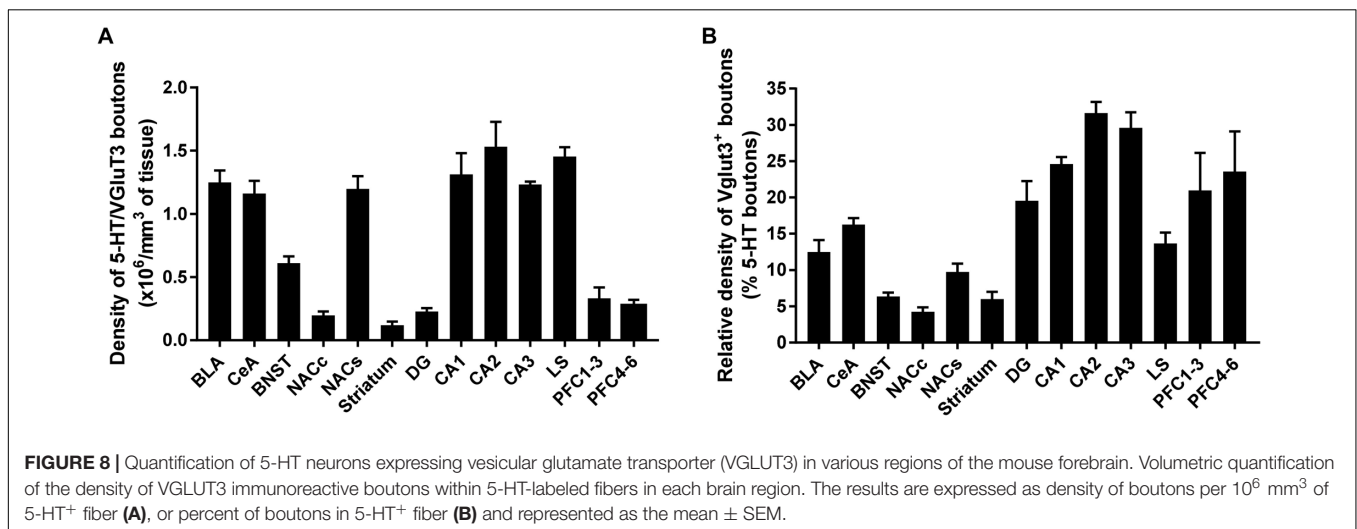 A
Density of 5-HT/VGluT3 boutons
(x10⁶/mm³ of tissue)
2.0
1.5
1.0
0.5
0.0
BLA
CeA
BNST
NACc
NACs
Striatum
DG
CA1
CA2
CA3
LS
PFC1-3
PFC4-6
B
Relative density of Vglut3⁺ boutons
(% 5-HT boutons)
35
30
25
20
15
10
5
0
BLA
CeA
BNST
NACc
NACs
Striatum
DG
CA1
CA2
CA3
LS
PFC1-3
PFC4-6
FIGURE 8 | Quantification of 5-HT neurons expressing vesicular glutamate transporter (VGLUT3) in various regions of the mouse forebrain. Volumetric quantification
of the density of VGLUT3 immunoreactive boutons within 5-HT-labeled fibers in each brain region. The results are expressed as density of boutons per 10⁶ mm³ of
5-HT⁺ fiber (A), or percent of boutons in 5-HT⁺ fiber (B) and represented as the mean ± SEM.